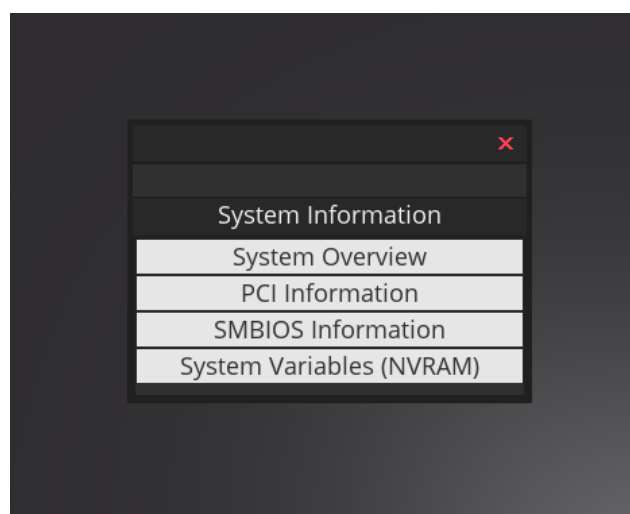 System Information
System Overview
PCI Information
SMBIOS Information
System Variables (NVRAM)